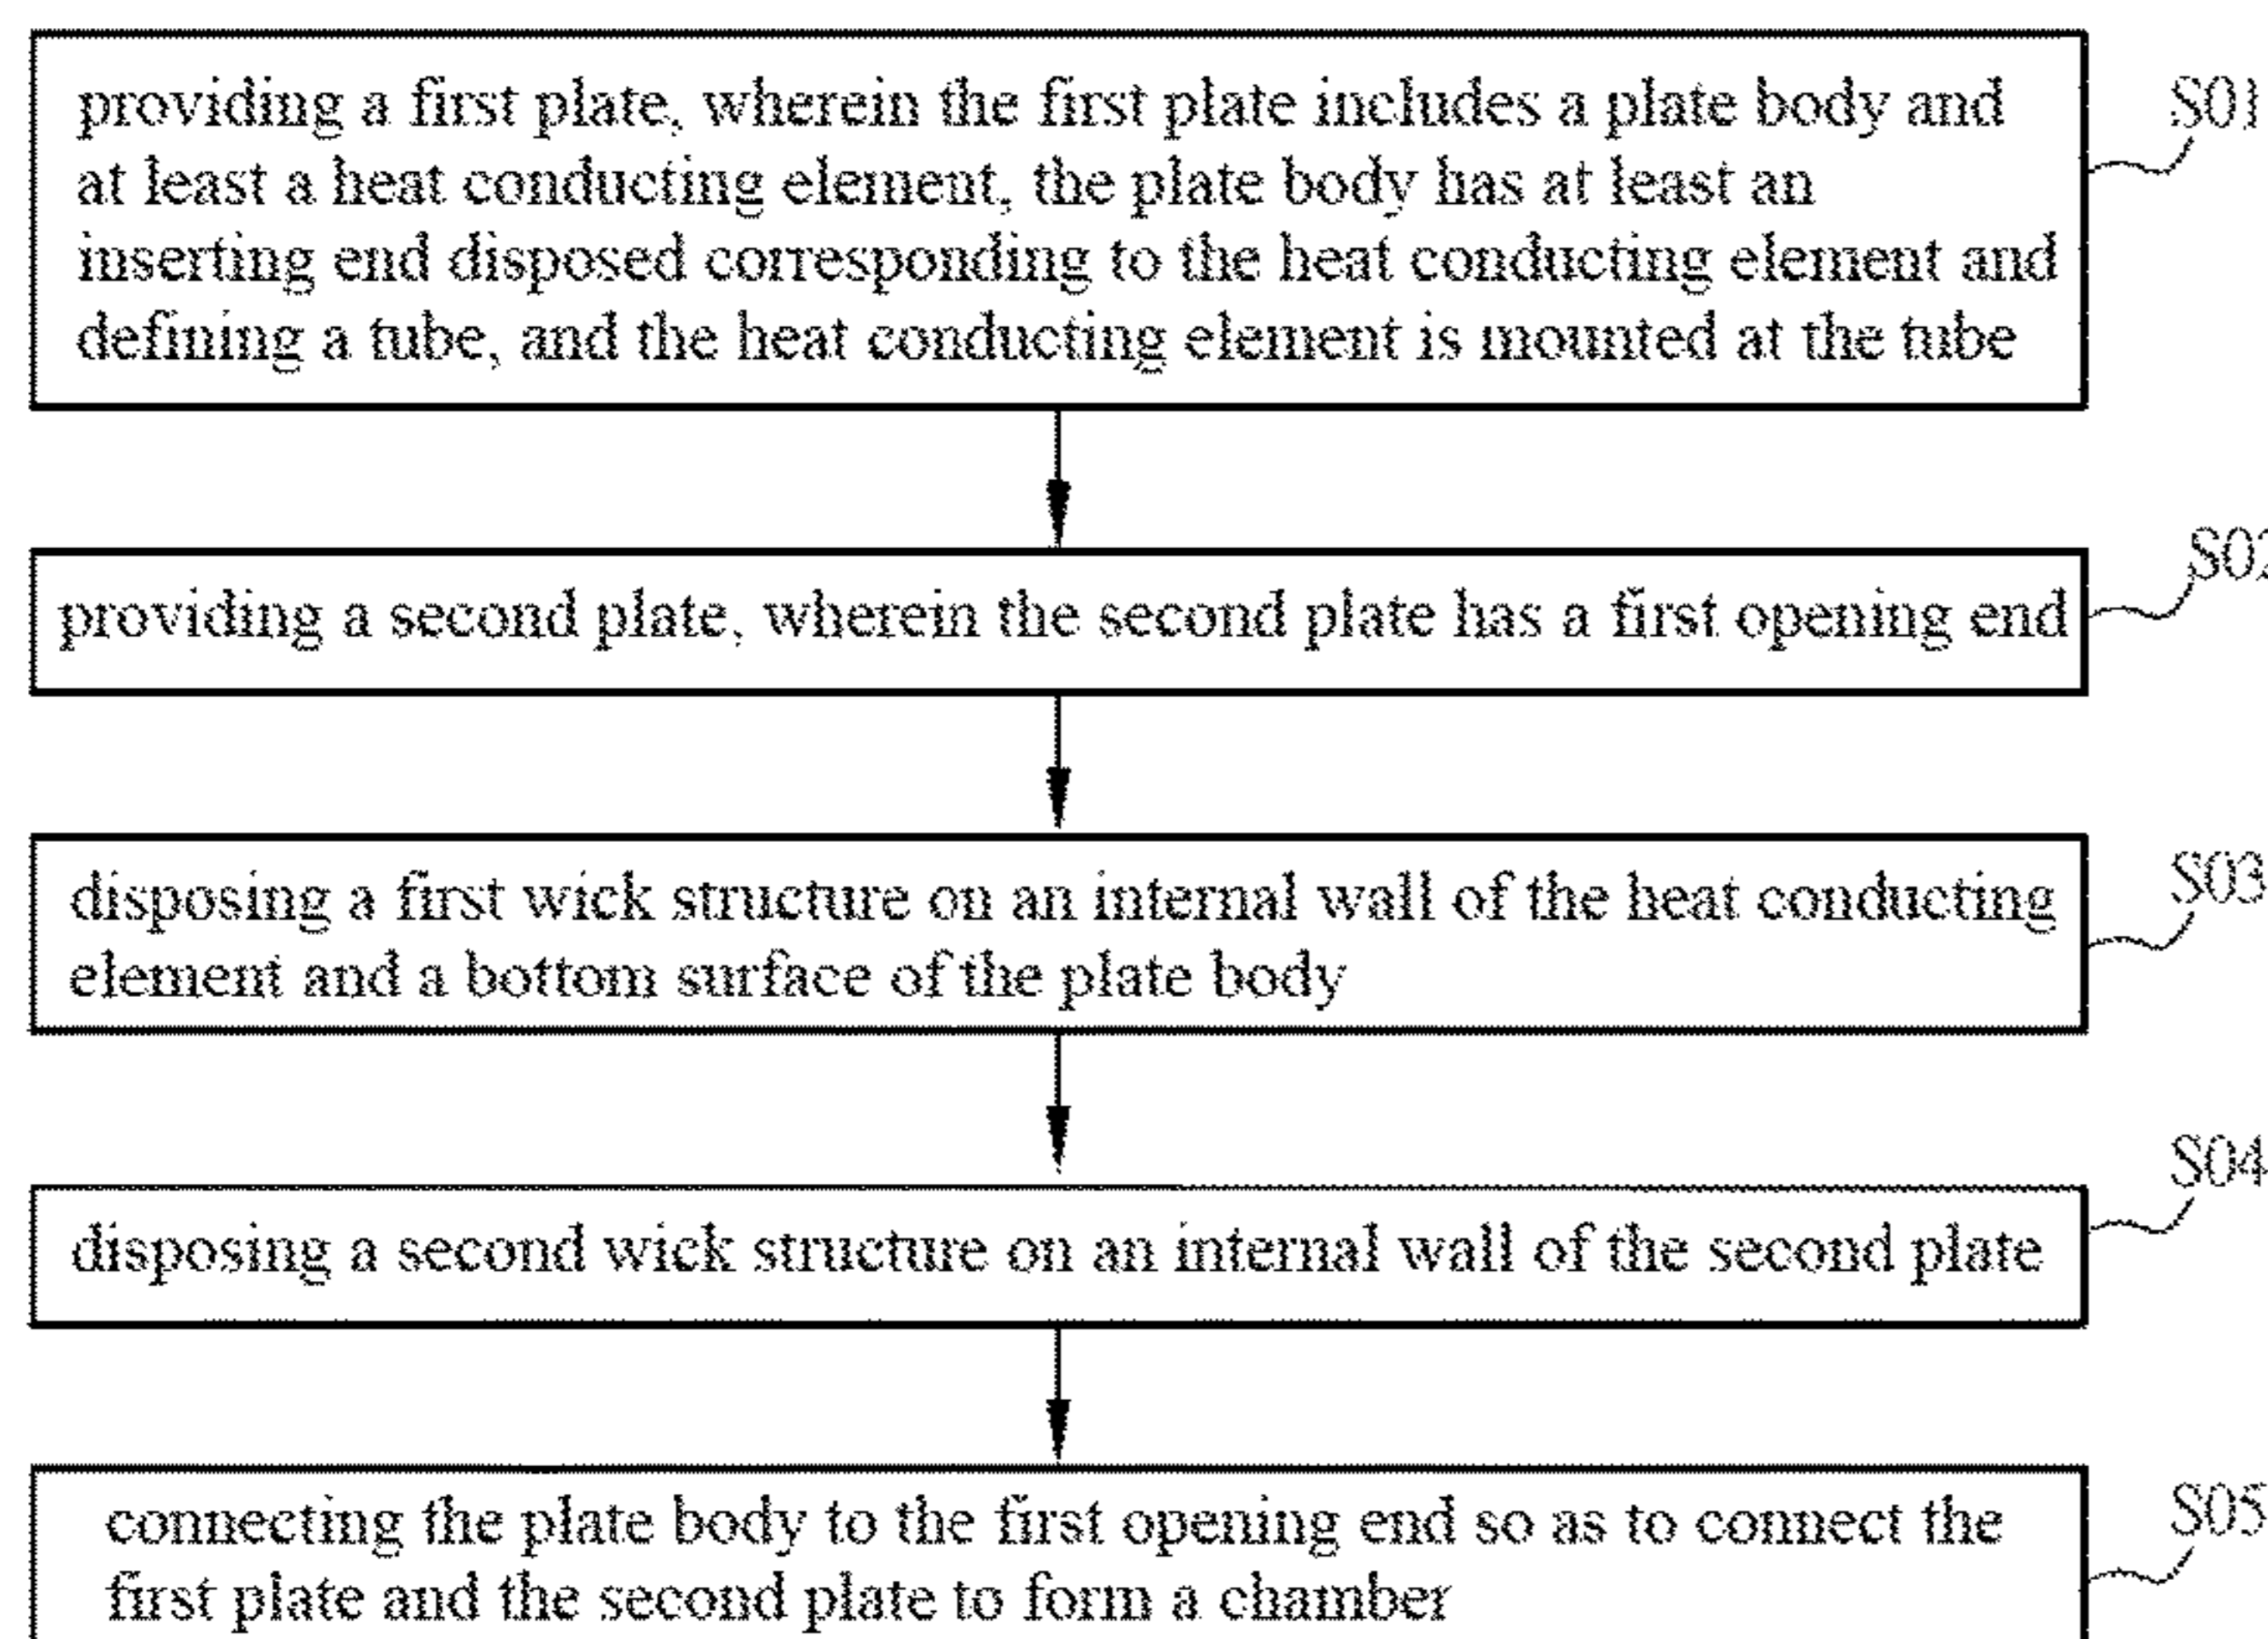 providing a first plate, wherein the first plate includes a plate body and
at least a heat conducting element, the plate body has at least an
inserting end disposed corresponding to the heat conducting element and
defining a tube, and the heat conducting element is mounted at the tube
S01
providing a second plate, wherein the second plate has a first opening end
S02
disposing a first wick structure on an internal wall of the heat conducting
element and a bottom surface of the plate body
S03
disposing a second wick structure on an internal wall of the second plate
S04
connecting the plate body to the first opening end so as to connect the
first plate and the second plate to form a chamber
S05